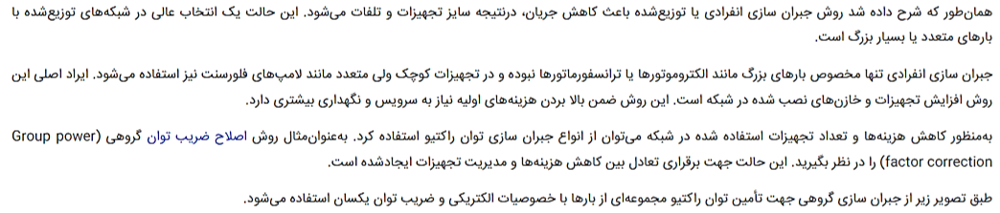 همان‌طور که شرح داده شد روش جبران سازی انفرادی یا توزیع‌شده باعث کاهش جریان، درنتیجه سایز تجهیزات و تلفات می‌شود. این حالت یک انتخاب عالی در شبکه‌های توزیع‌شده با
بارهای متعدد یا بسیار بزرگ است.
جبران سازی انفرادی تنها مخصوص بارهای بزرگ مانند الکتروموتورها یا ترانسفورماتورها نبوده و در تجهیزات کوچک ولی متعدد مانند لامپ‌های فلورسنت نیز استفاده می‌شود. ایراد اصلی این
روش افزایش تجهیزات و خازن‌های نصب شده در شبکه است. این روش ضمن بالا بردن هزینه‌های اولیه نیاز به سرویس و نگهداری بیشتری دارد.
به‌منظور کاهش هزینه‌ها و تعداد تجهیزات استفاده شده در شبکه می‌توان از انواع جبران سازی توان راکتیو استفاده کرد. به‌عنوان‌مثال روش اصلاح ضریب توان گروهی (Group power
factor correction) را در نظر بگیرید. این حالت جهت برقراری تعادل بین کاهش هزینه‌ها و مدیریت تجهیزات ایجادشده است.
طبق تصویر زیر از جبران سازی گروهی جهت تأمین توان راکتیو مجموعه‌ای از بارها با خصوصیات الکتریکی و ضریب توان یکسان استفاده می‌شود.